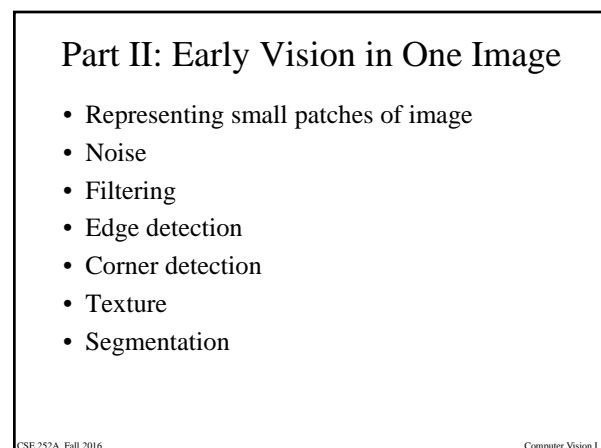 Part II: Early Vision in One Image
• Representing small patches of image
• Noise
• Filtering
• Edge detection
• Corner detection
• Texture
• Segmentation
CSE 252A, Fall 2016
Computer Vision I